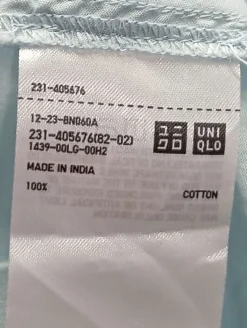 231-405676
12-23-BNQ60A
231-405676(82-02)
1439-00LG-00H2
ユニ
クロ
UNI
QLO
MADE IN INDIA
100% COTTON